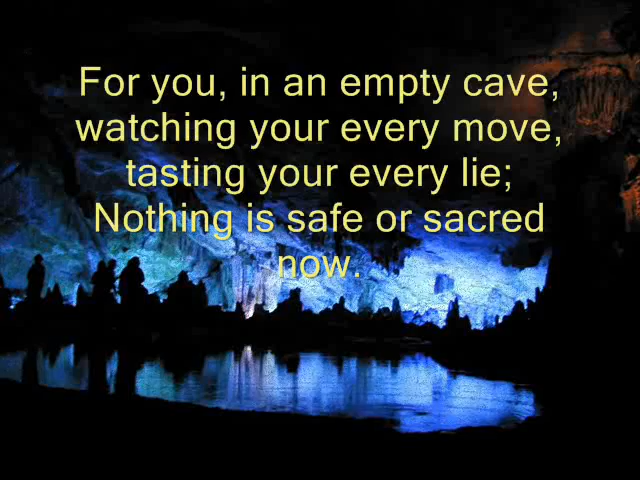 For you, in an empty cave,
watching your every move,
tasting your every lie;
Nothing is safe or sacred
now.